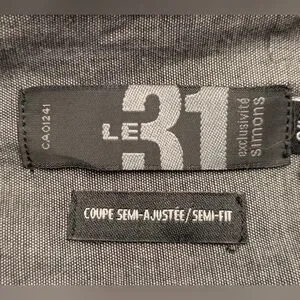 CA01241
LE 31
exclusivité
simons
COUPE SEMI-AJUSTÉE/SEMI-FIT